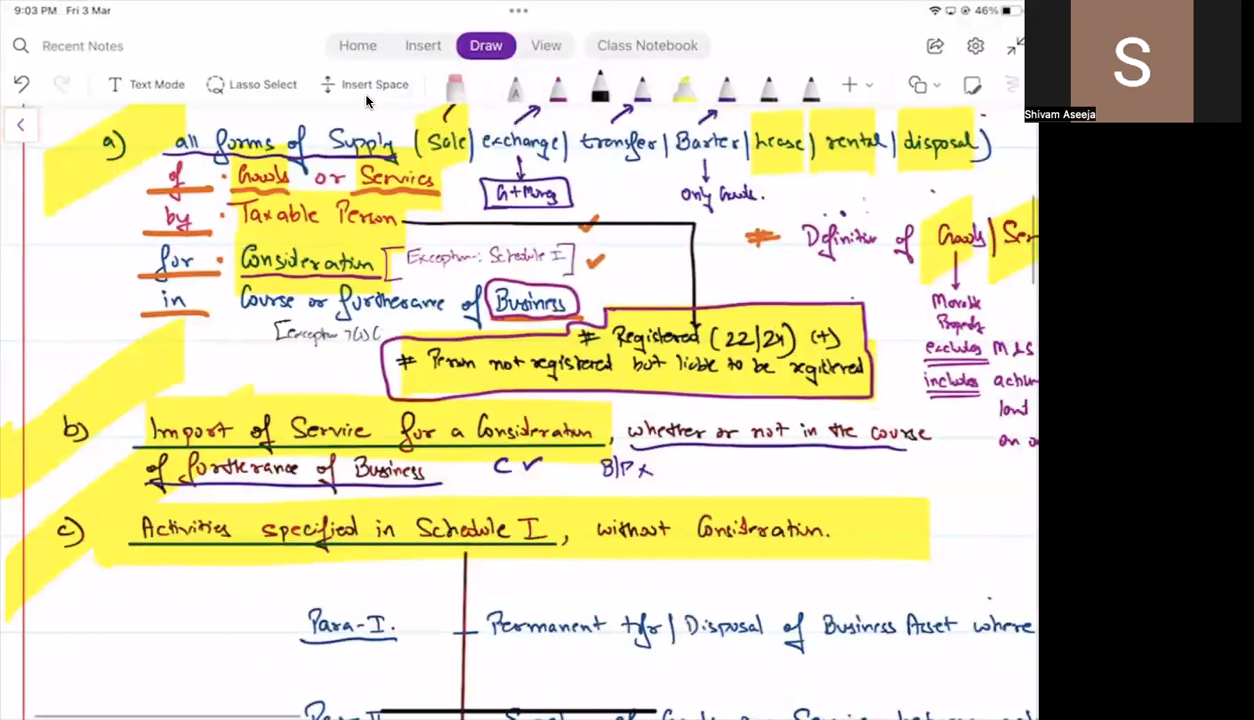 9:03 PM Fri 3 Mar
46%
Recent Notes
Home Insert Draw View Class Notebook
Text Mode Lasso Select Insert Space
S
Shivam Aseeja
a) all forms of Supply (Sale/ exchange/ transfer/ Barter/ lease/ rental/ disposal)
of · Goods or Services
only Goods.
by · Taxable Person
Definition of Goods/ Ser
for · Consideration [Exception: Schedule I]
in Course or furtherance of Business
Movable
Property
# Registered (22/24) (+)
# Person not registered but liable to be registered
excludes M&S
includes
b) Import of Service for a Consideration, whether or not in the course
of furtherance of Business C ✓ B/P x
c) Activities specified in Schedule I, without Consideration.
Para-I. Permanent tfr/ Disposal of Business Asset where